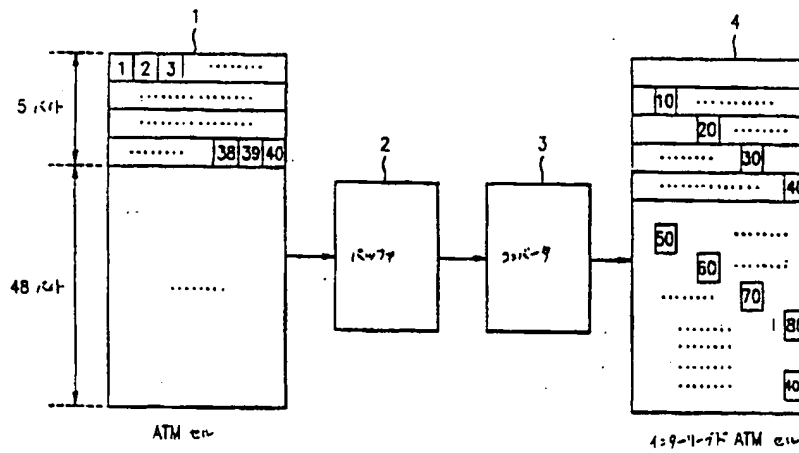 1
4
1 2 3 ........
5 バイト
........ 38 39 40
2
3
バッファ
コンバータ
48 バイト
ATM セル
10
20
30
40
50
60
70
80
40
インターリーブド ATM セル